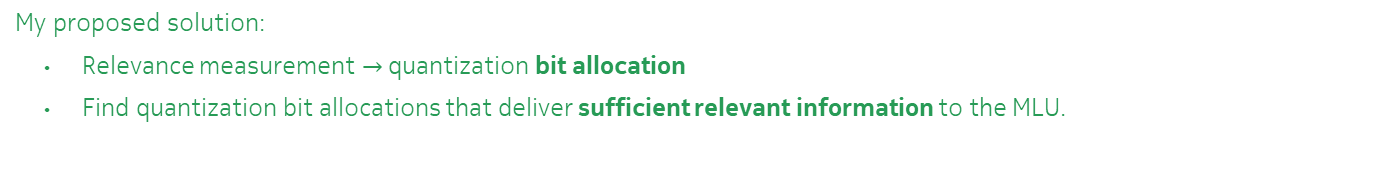 My proposed solution:
• Relevance measurement → quantization bit allocation
• Find quantization bit allocations that deliver sufficient relevant information to the MLU.